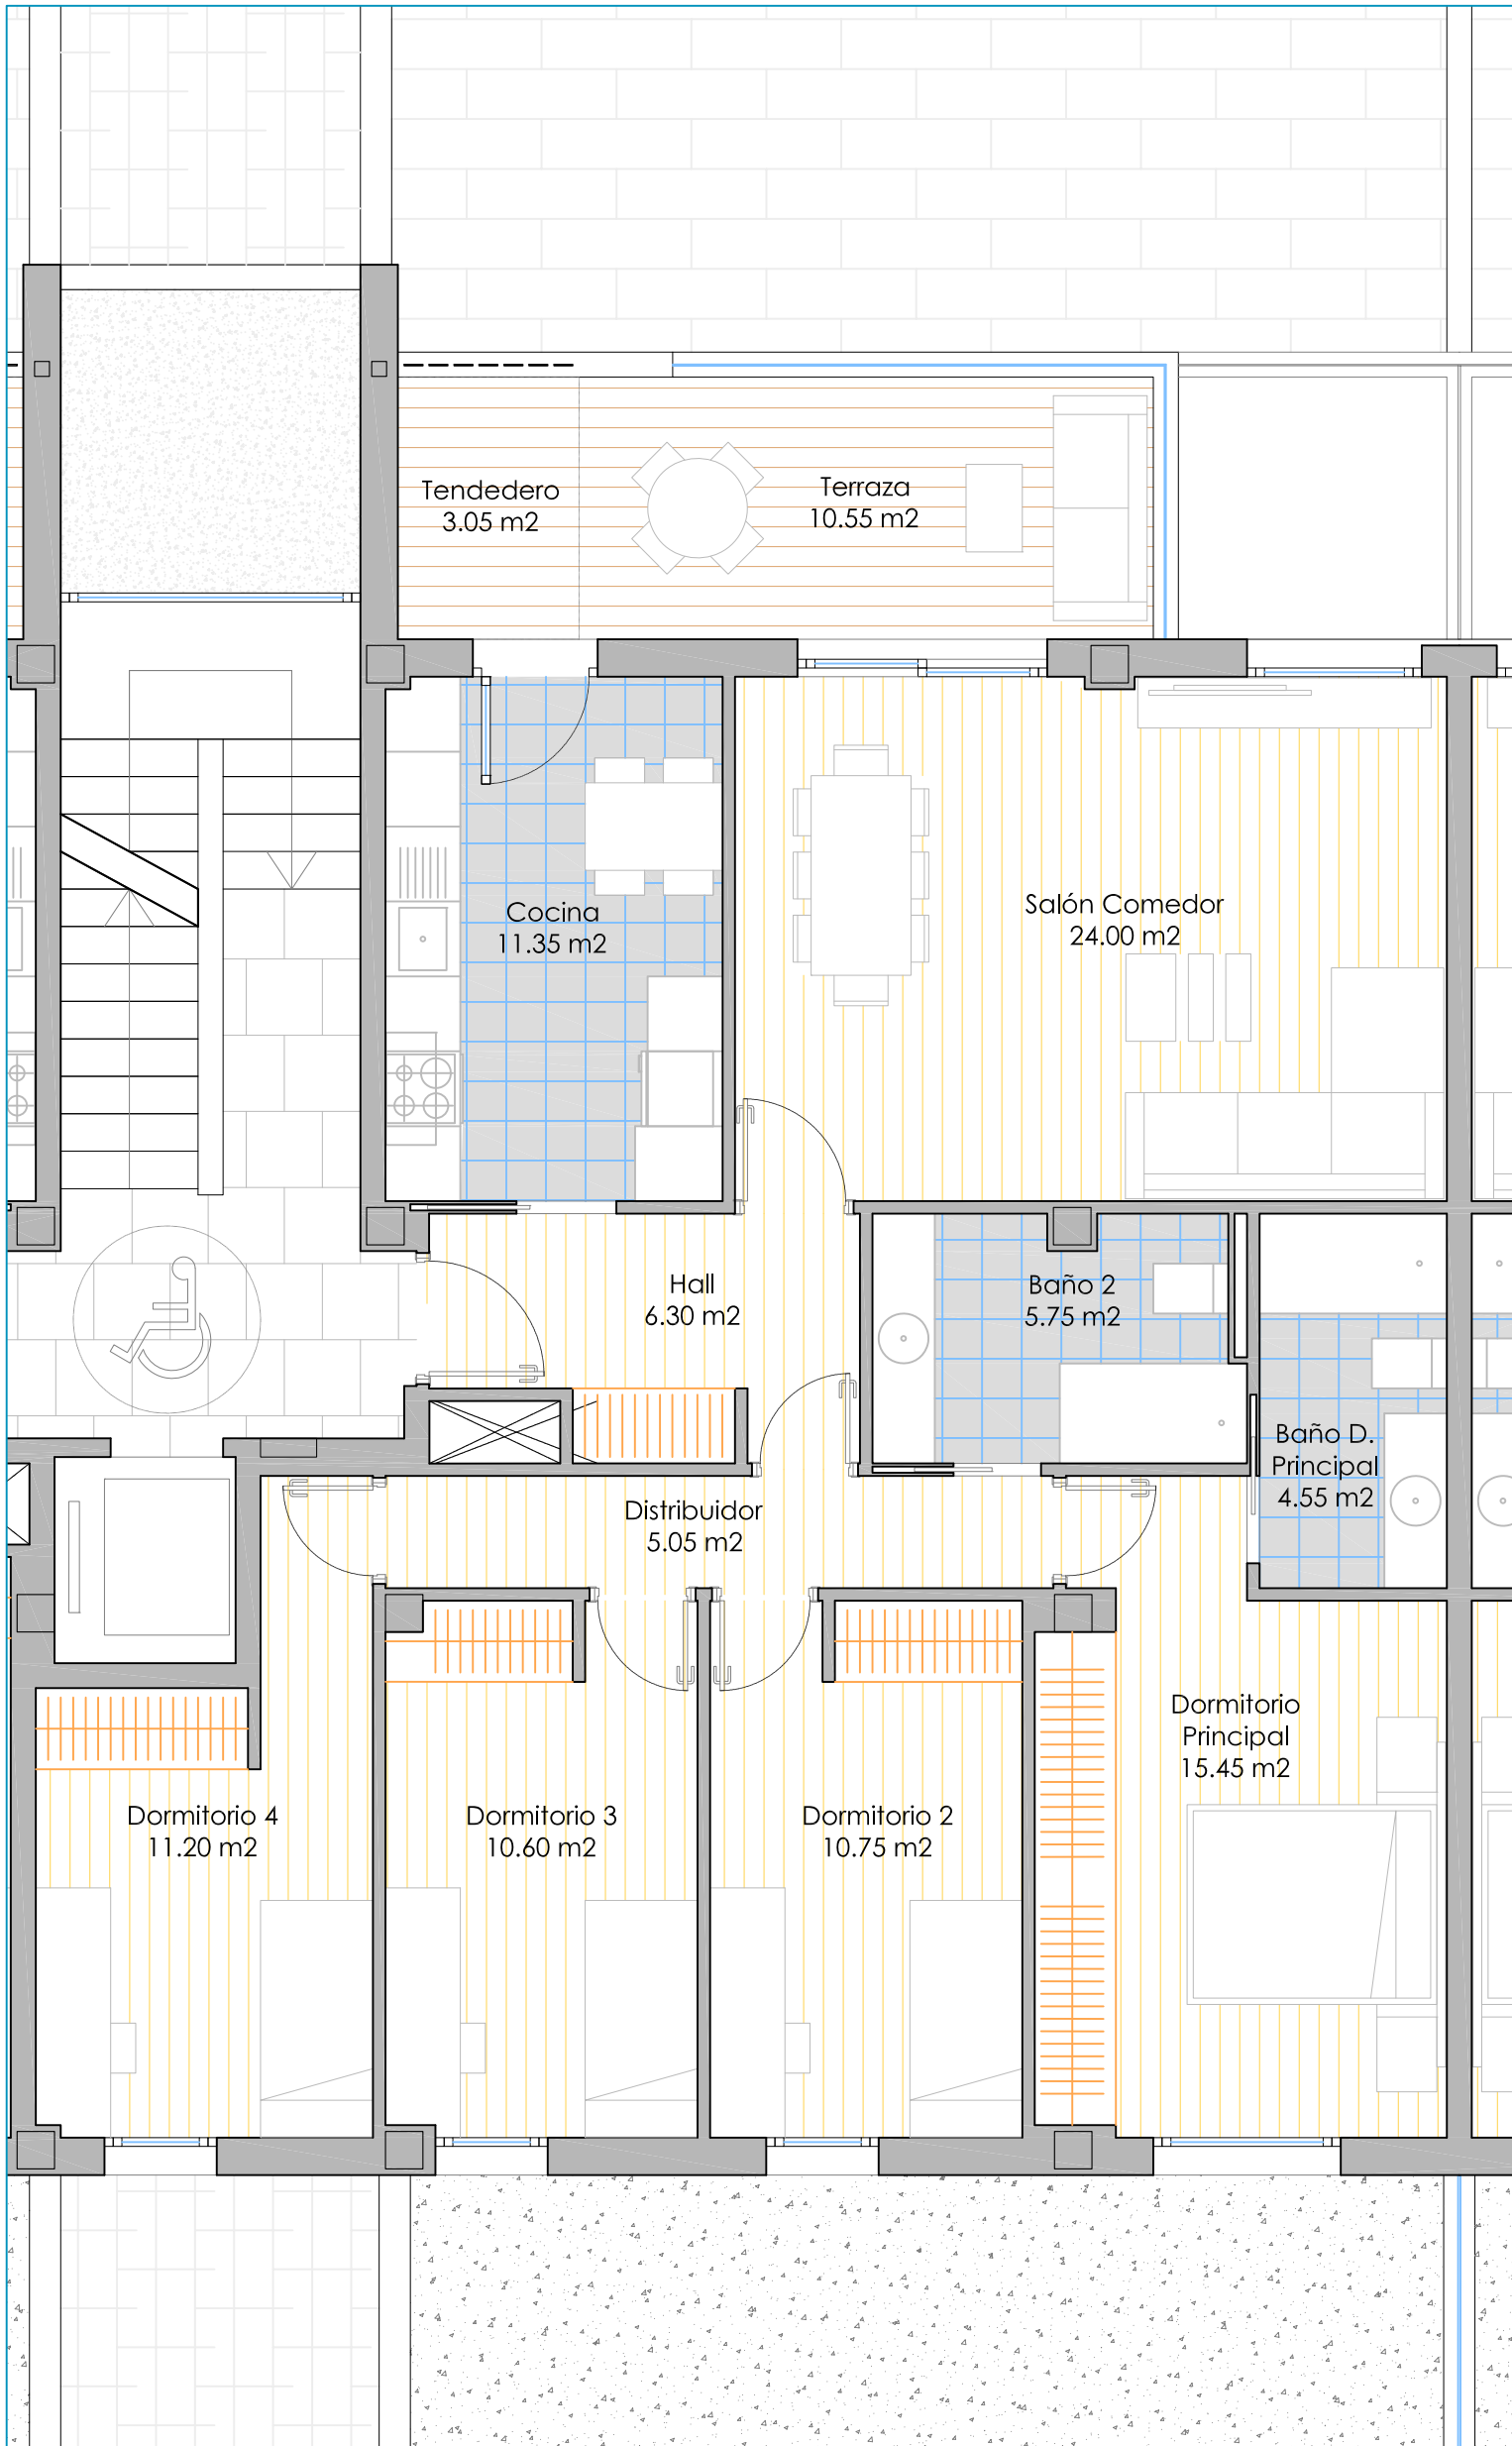 Tendedero
3.05 m2
Terraza
10.55 m2
Cocina
11.35 m2
Salón Comedor
24.00 m2
Hall
6.30 m2
Baño 2
5.75 m2
Baño D.
Principal
4.55 m2
Distribuidor
5.05 m2
Dormitorio
Principal
15.45 m2
Dormitorio 4
11.20 m2
Dormitorio 3
10.60 m2
Dormitorio 2
10.75 m2